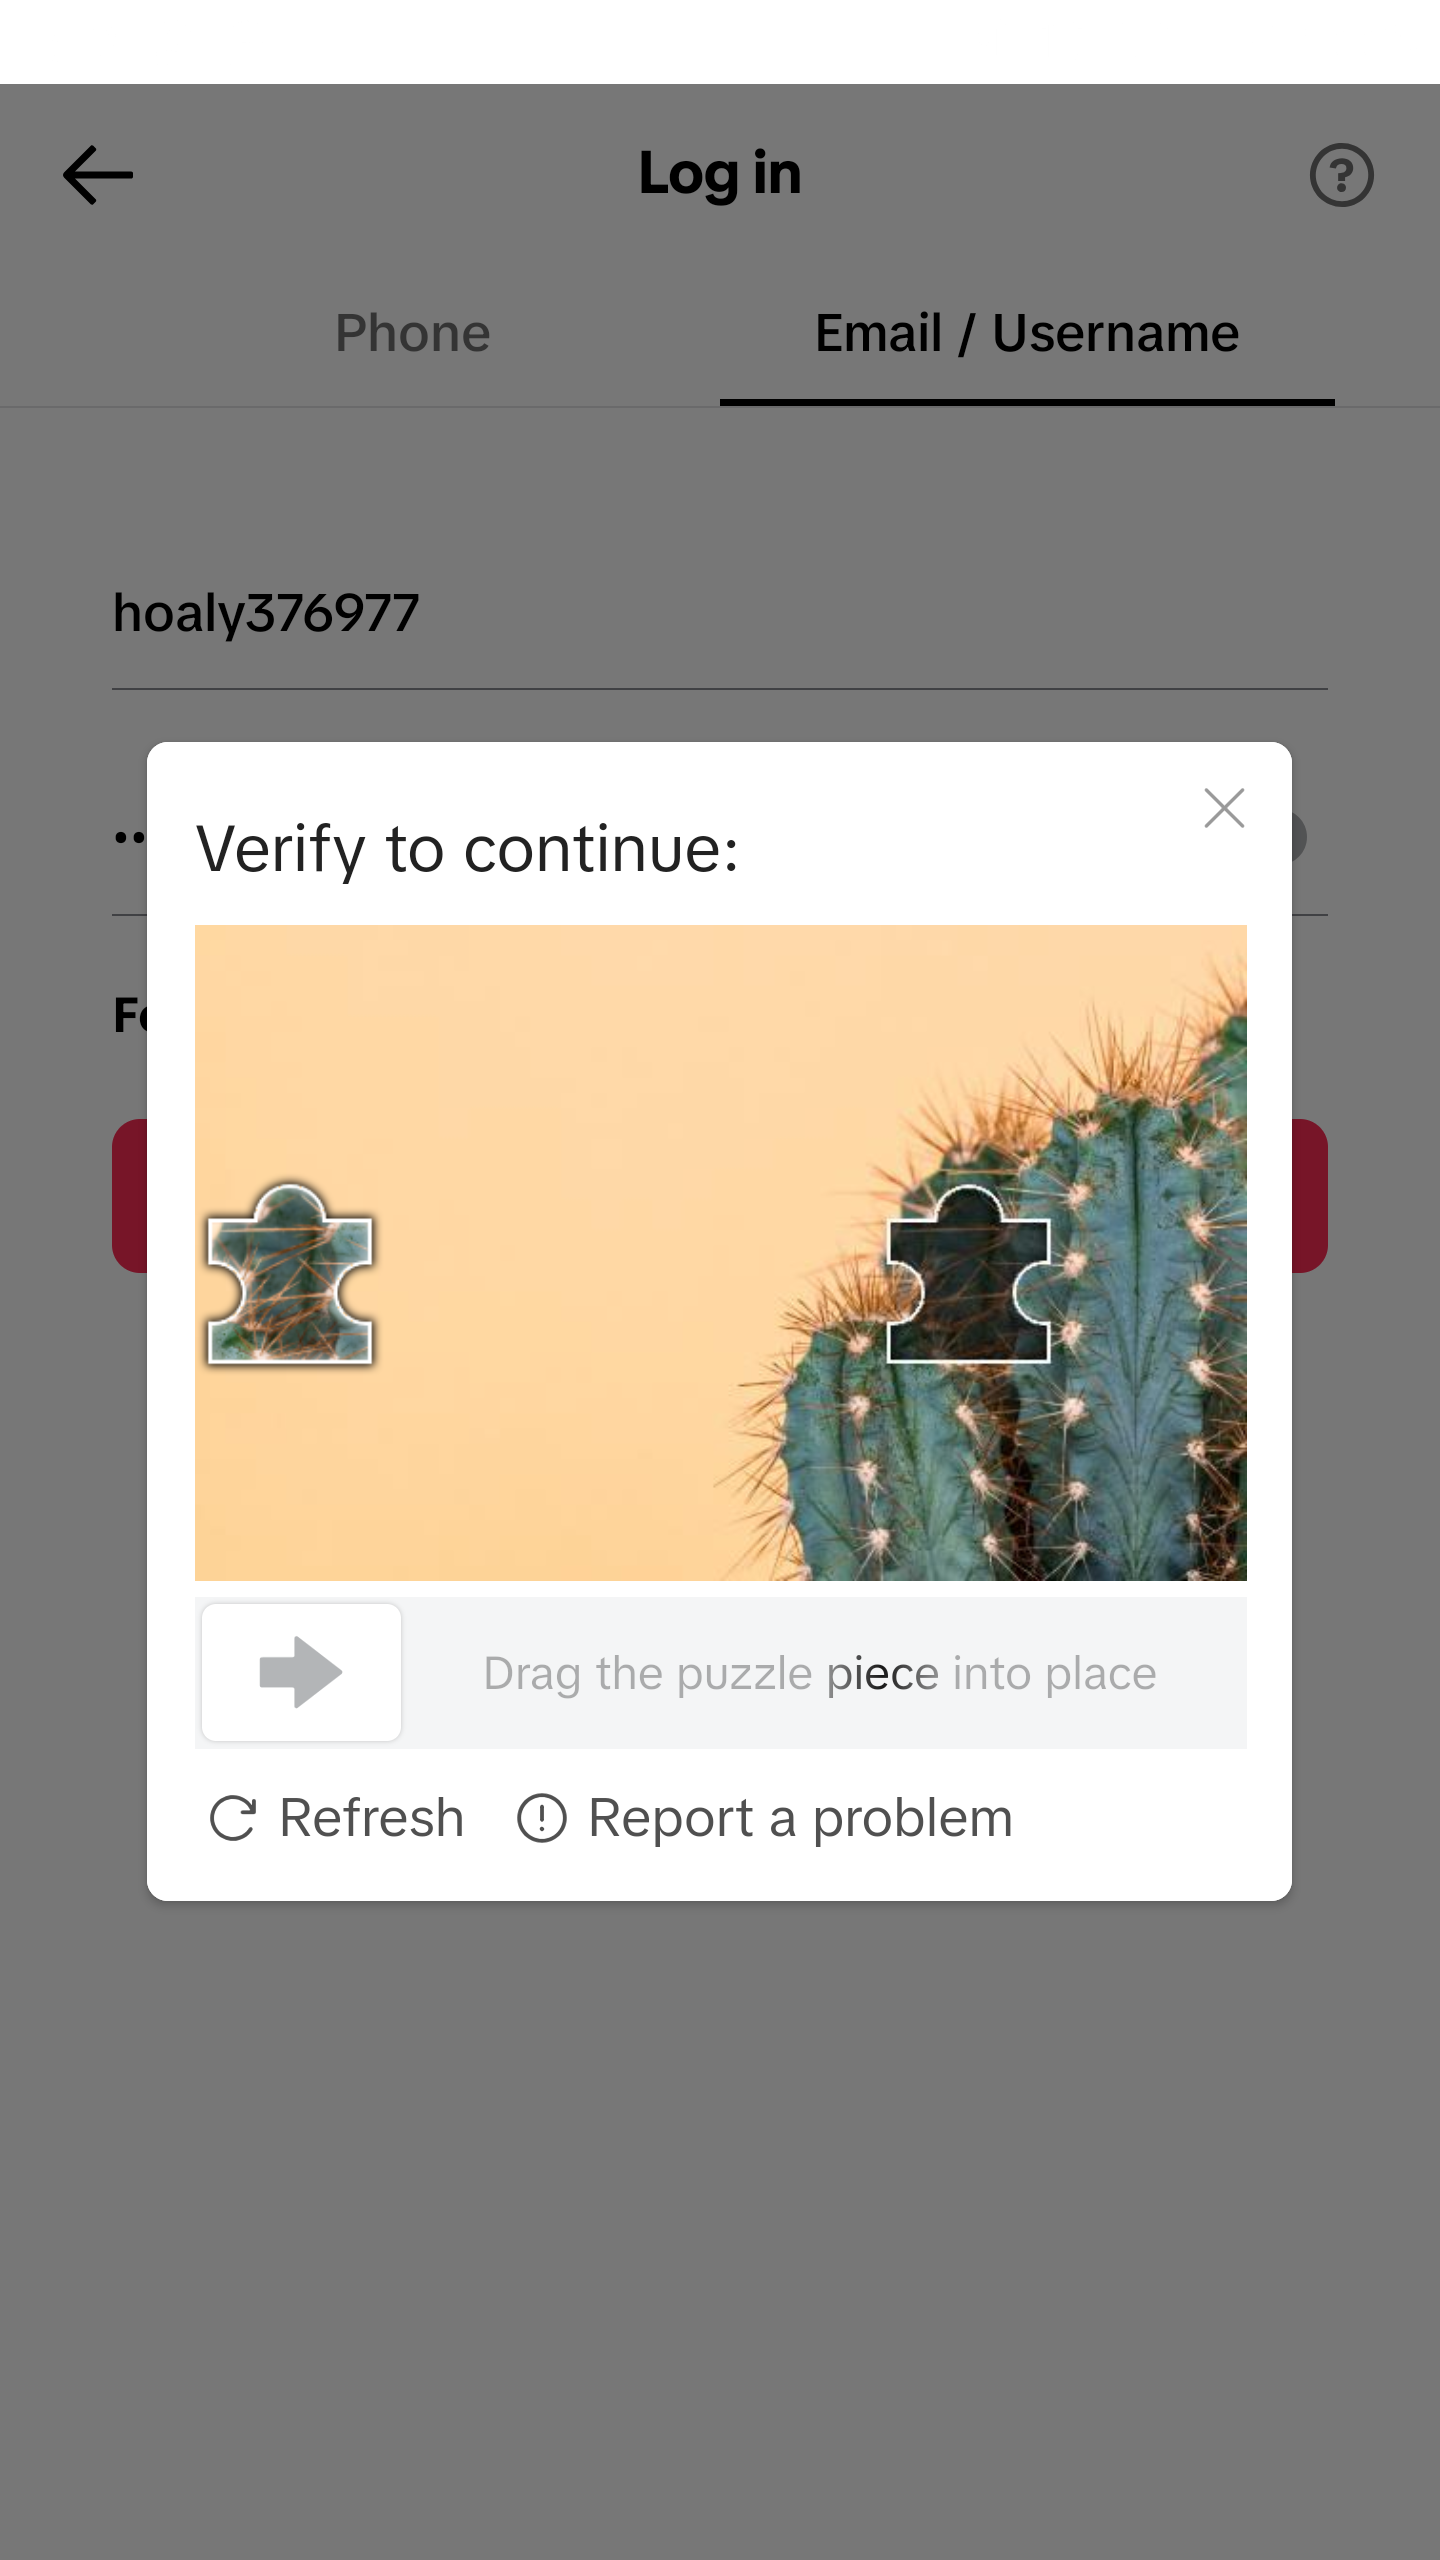 Log in
Phone
Email / Username
hoaly376977
Verify to continue:
Drag the puzzle piece into place
Refresh
Report a problem